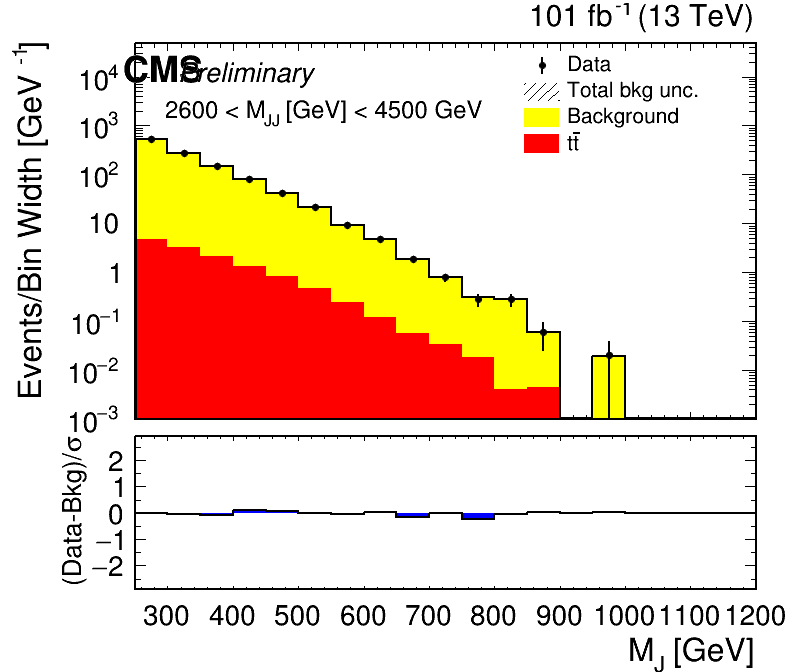 101 fb⁻¹ (13 TeV)
CMS Preliminary
2600 < M_JJ [GeV] < 4500 GeV
Data
Total bkg unc.
Background
tt̄
Events/Bin Width [GeV⁻¹]
10⁴
10³
10²
10
1
10⁻¹
10⁻²
10⁻³
(Data-Bkg)/σ
2
1
0
−1
−2
300 400 500 600 700 800 900 1000 1100 1200
M_J [GeV]